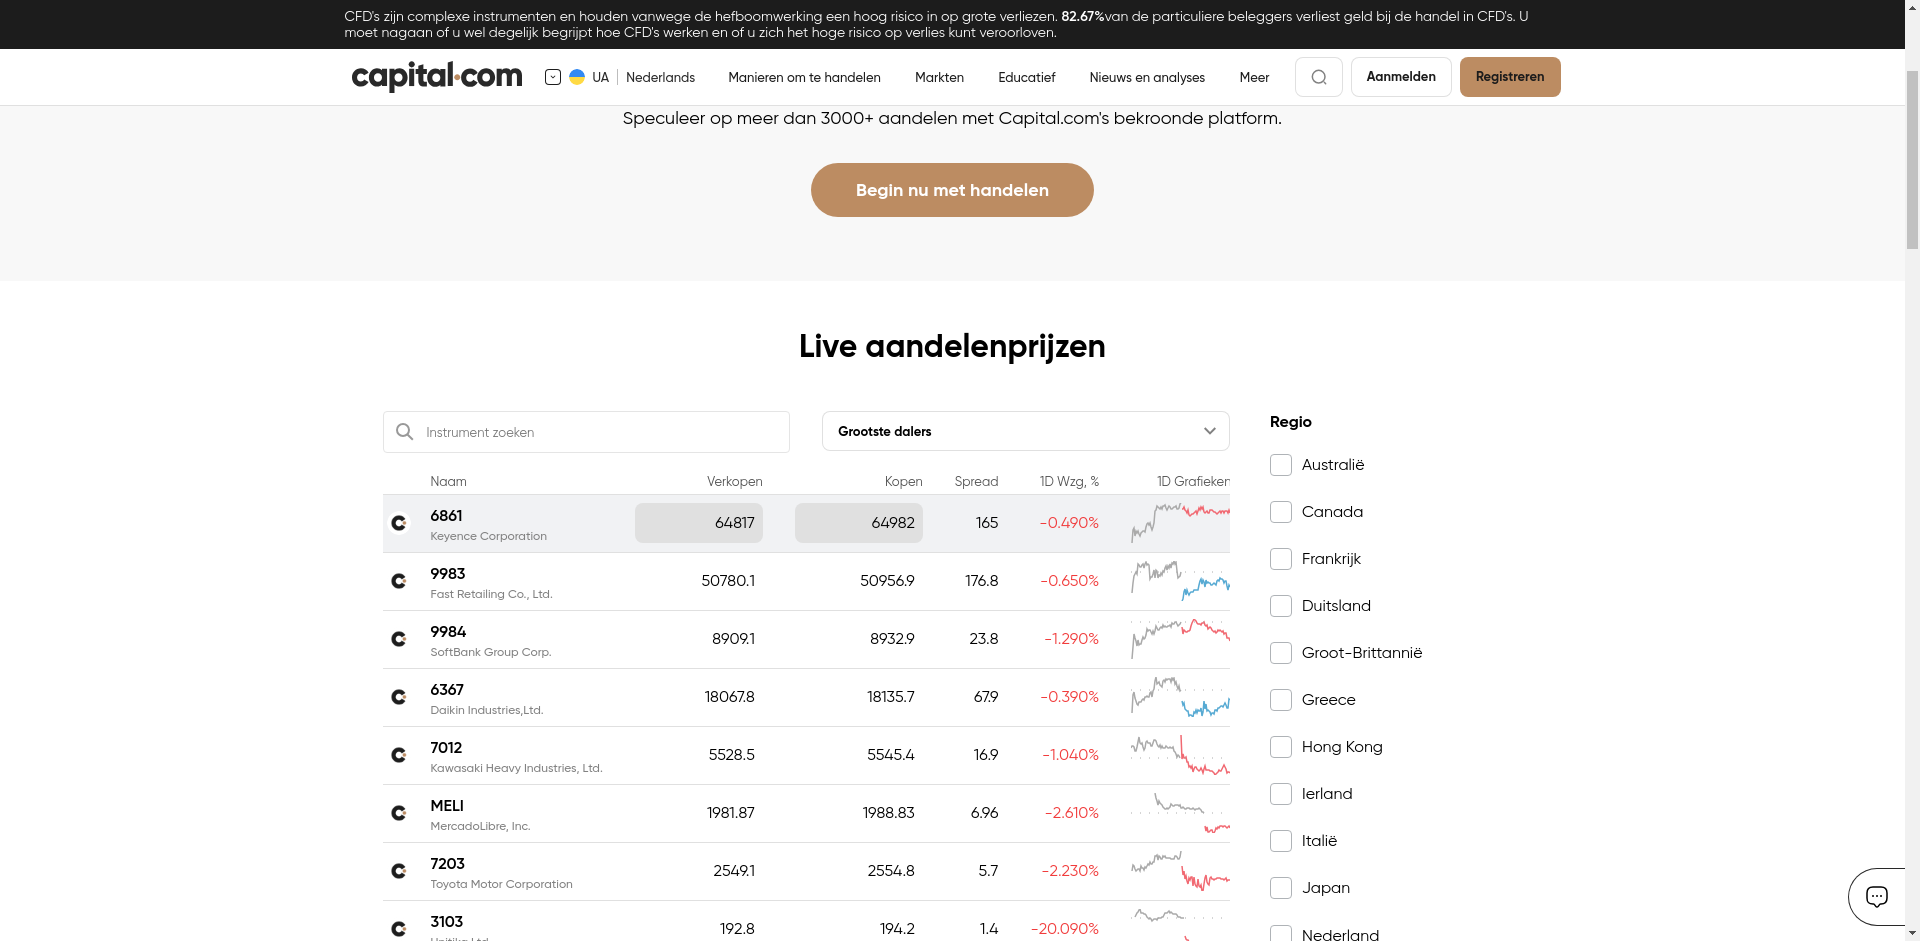 CFD's zijn complexe instrumenten en houden vanwege de hefboomwerking een hoog risico in op grote verliezen. 82.67%van de particuliere beleggers verliest geld bij de handel in CFD's. U
moet nagaan of u wel degelijk begrijpt hoe CFD's werken en of u zich het hoge risico op verlies kunt veroorloven.
capital.com UA Nederlands Manieren om te handelen Markten Educatief Nieuws en analyses Meer Aanmelden Registreren
Speculeer op meer dan 3000+ aandelen met Capital.com's bekroonde platform.
Begin nu met handelen
Live aandelenprijzen
Instrument zoeken
Grootste dalers
Naam Verkopen Kopen Spread 1D Wzg, % 1D Grafieken
6861 64817 64982 165 -0.490%
Keyence Corporation
9983 50780.1 50956.9 176.8 -0.650%
Fast Retailing Co., Ltd.
9984 8909.1 8932.9 23.8 -1.290%
SoftBank Group Corp.
6367 18067.8 18135.7 67.9 -0.390%
Daikin Industries,Ltd.
7012 5528.5 5545.4 16.9 -1.040%
Kawasaki Heavy Industries, Ltd.
MELI 1981.87 1988.83 6.96 -2.610%
MercadoLibre, Inc.
7203 2549.1 2554.8 5.7 -2.230%
Toyota Motor Corporation
3103 192.8 194.2 1.4 -20.090%
Regio
Australië
Canada
Frankrijk
Duitsland
Groot-Brittannië
Greece
Hong Kong
Ierland
Italië
Japan
Nederland